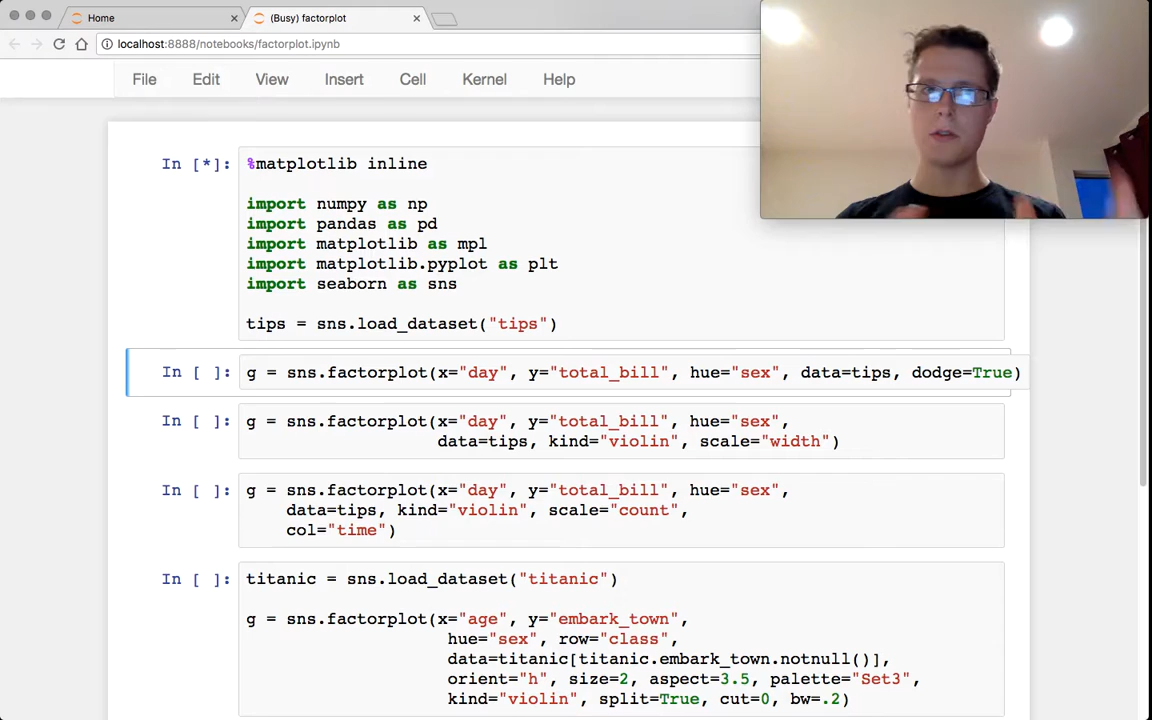 Home
(Busy) factorplot
localhost:8888/notebooks/factorplot.ipynb
File Edit View Insert Cell Kernel Help
In [*]: %matplotlib inline
import numpy as np
import pandas as pd
import matplotlib as mpl
import matplotlib.pyplot as plt
import seaborn as sns
tips = sns.load_dataset("tips")
In [ ]: g = sns.factorplot(x="day", y="total_bill", hue="sex", data=tips, dodge=True)
In [ ]: g = sns.factorplot(x="day", y="total_bill", hue="sex",
data=tips, kind="violin", scale="width")
In [ ]: g = sns.factorplot(x="day", y="total_bill", hue="sex",
data=tips, kind="violin", scale="count",
col="time")
In [ ]: titanic = sns.load_dataset("titanic")
g = sns.factorplot(x="age", y="embark_town",
hue="sex", row="class",
data=titanic[titanic.embark_town.notnull()],
orient="h", size=2, aspect=3.5, palette="Set3",
kind="violin", split=True, cut=0, bw=.2)